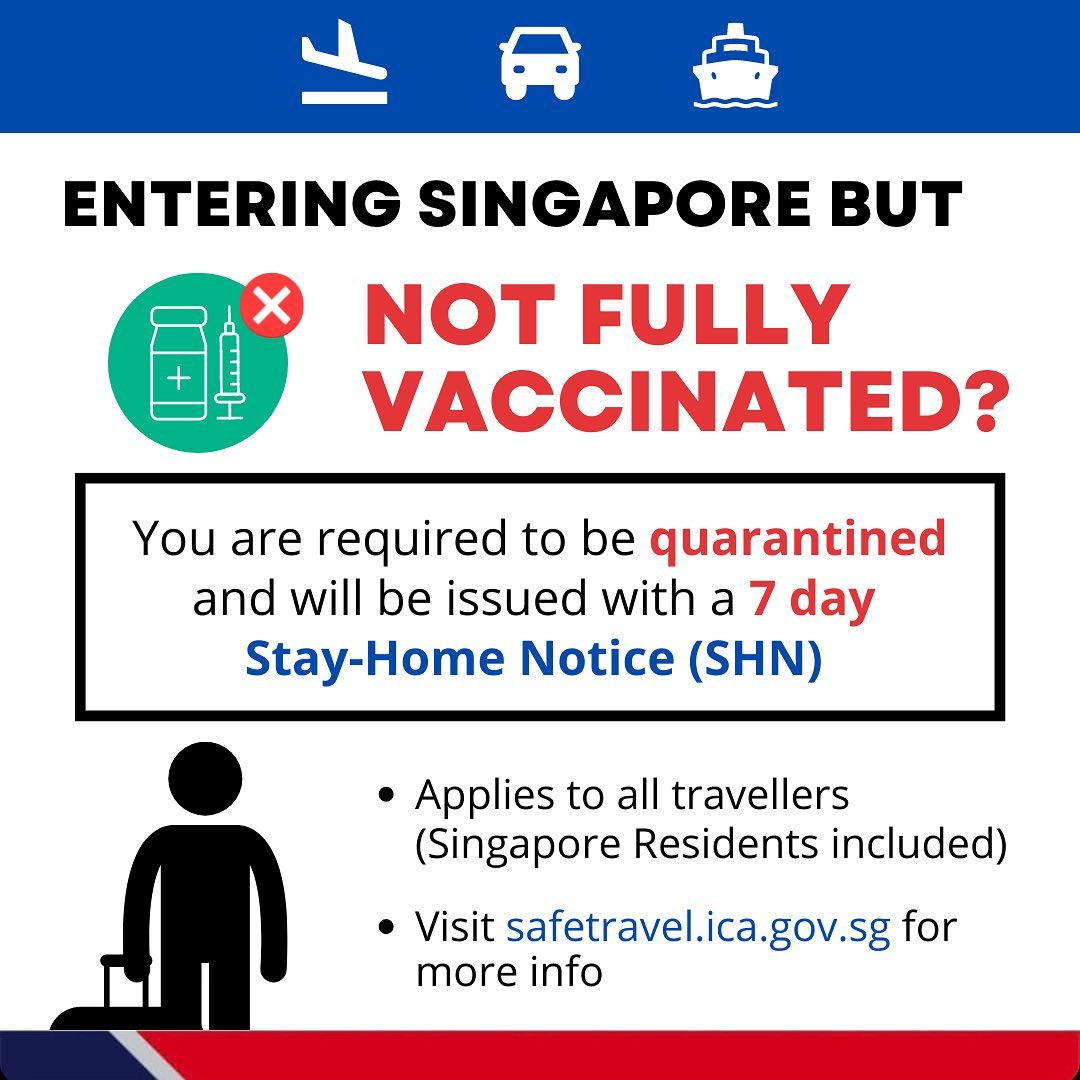 ENTERING SINGAPORE BUT
NOT FULLY
VACCINATED?
You are required to be quarantined
and will be issued with a 7 day
Stay-Home Notice (SHN)
• Applies to all travellers
(Singapore Residents included)
• Visit safetravel.ica.gov.sg for
more info